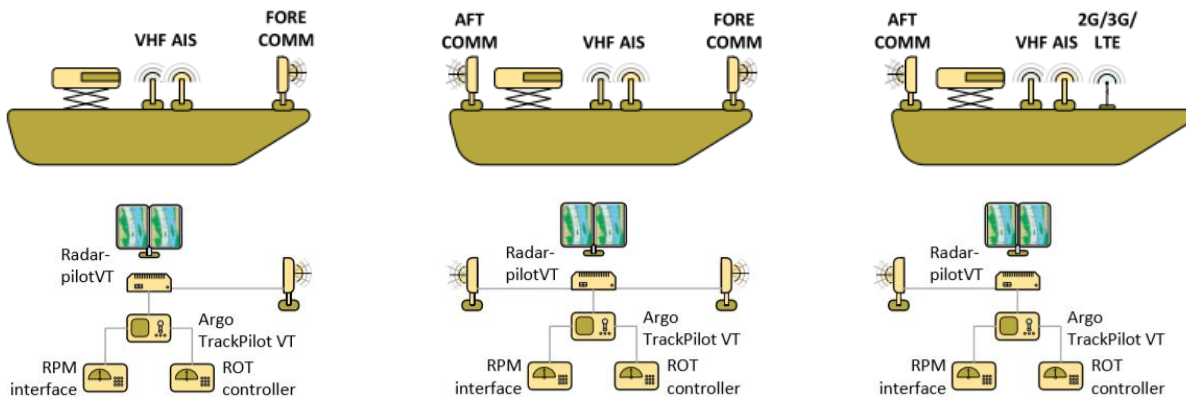 FORE
COMM
VHF AIS
AFT
COMM
VHF AIS
FORE
COMM
AFT
COMM
VHF AIS
2G/3G/
LTE
Radar-
pilotVT
Argo
TrackPilot VT
RPM
interface
ROT
controller
Radar-
pilotVT
Argo
TrackPilot VT
RPM
interface
ROT
controller
Radar-
pilotVT
Argo
TrackPilot VT
RPM
interface
ROT
controller